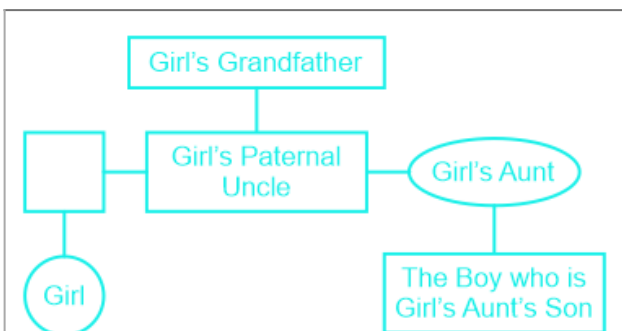 Girl's Grandfather
Girl's Paternal
Uncle
Girl's Aunt
Girl
The Boy who is
Girl's Aunt's Son